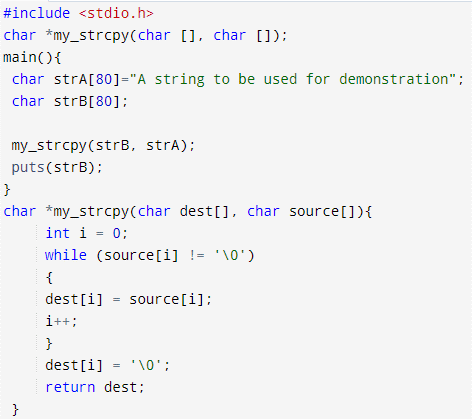 #include <stdio.h>
char *my_strcpy(char [], char []);
main(){
char strA[80]="A string to be used for demonstration";
char strB[80];
my_strcpy(strB, strA);
puts(strB);
}
char *my_strcpy(char dest[], char source[]){
int i = 0;
while (source[i] != '\0')
{
dest[i] = source[i];
i++;
}
dest[i] = '\0';
return dest;
}